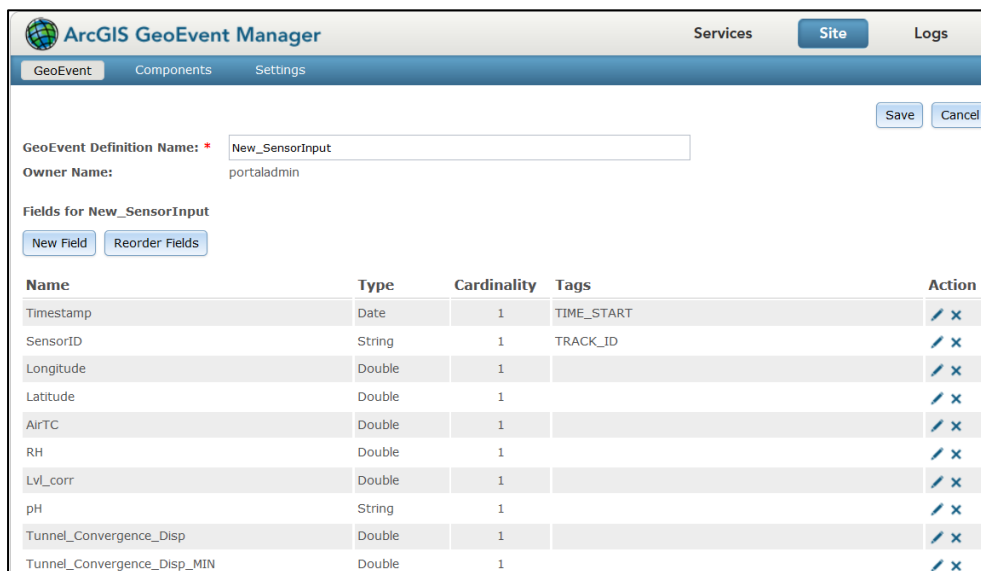 ArcGIS GeoEvent Manager Services Site Logs
GeoEvent Components Settings
Save Cancel
GeoEvent Definition Name: * New_SensorInput
Owner Name: portaladmin
Fields for New_SensorInput
New Field Reorder Fields
Name Type Cardinality Tags Action
Timestamp Date 1 TIME_START
SensorID String 1 TRACK_ID
Longitude Double 1
Latitude Double 1
AirTC Double 1
RH Double 1
Lvl_corr Double 1
pH String 1
Tunnel_Convergence_Disp Double 1
Tunnel_Convergence_Disp_MIN Double 1